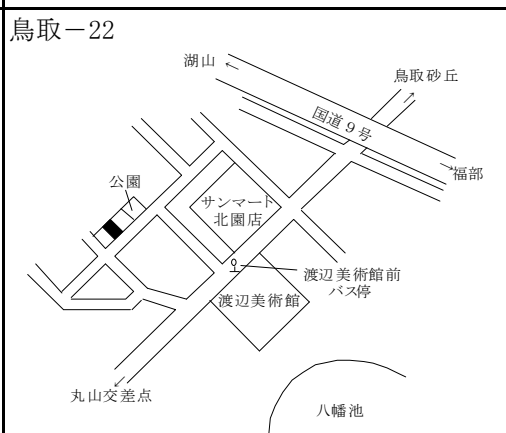 鳥取－22
湖山
鳥取砂丘
国道9号
福部
公園
サンマート
北園店
渡辺美術館前
バス停
渡辺美術館
丸山交差点
八幡池